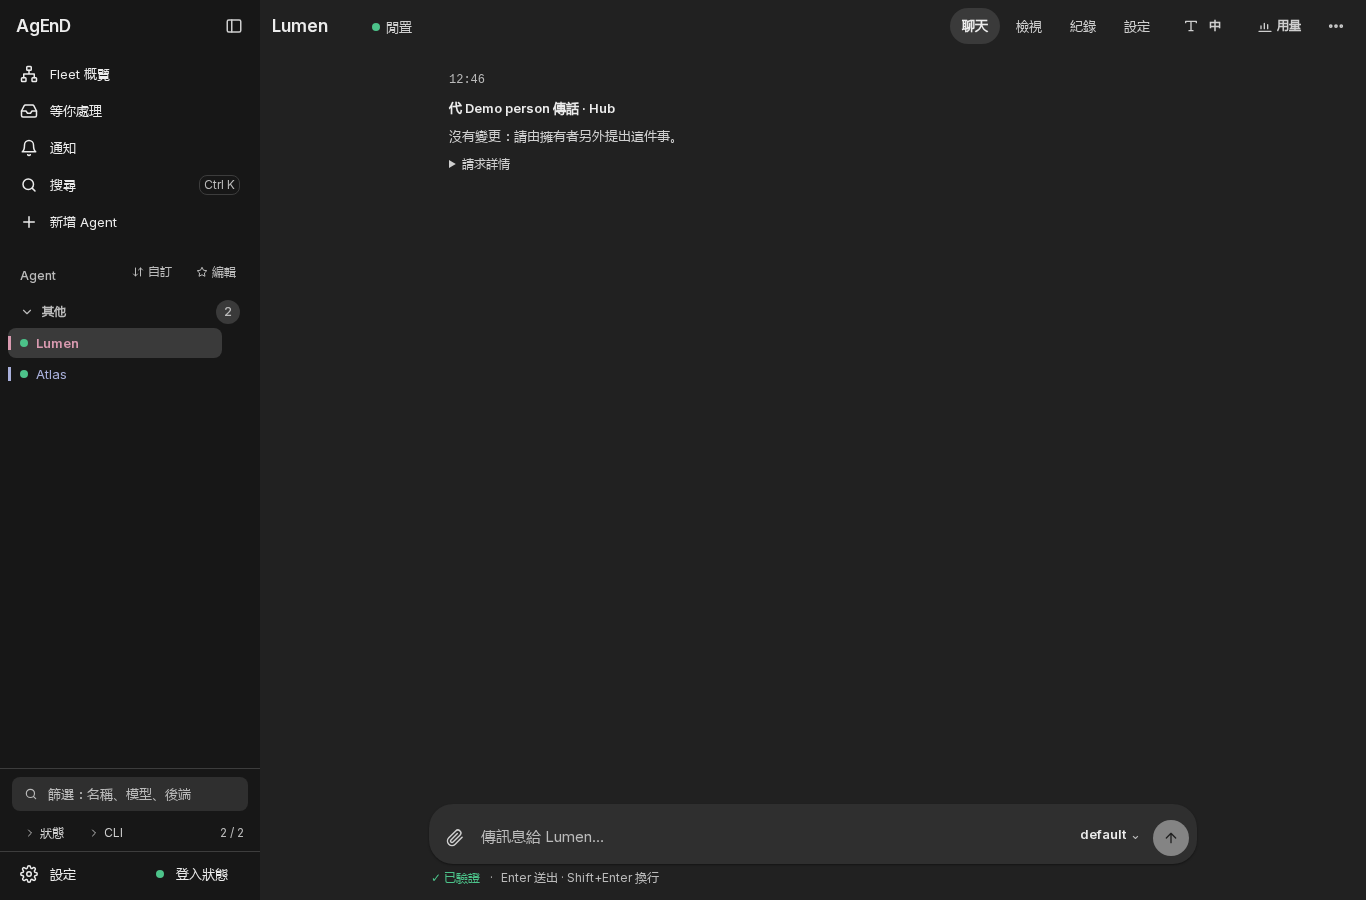 AgEnD
Fleet 概覽
等你處理
通知
搜尋 Ctrl K
新增 Agent
Agent 自訂 編輯
其他 2
Lumen
Atlas
篩選：名稱、模型、後端
狀態 CLI 2 / 2
設定 登入狀態
Lumen 閒置 聊天 檢視 紀錄 設定 T 中 用量 •••
12:46
代 Demo person 傳話 · Hub
沒有變更：請由擁有者另外提出這件事。
請求詳情
傳訊息給 Lumen... default
✓ 已驗證 · Enter 送出 · Shift+Enter 換行